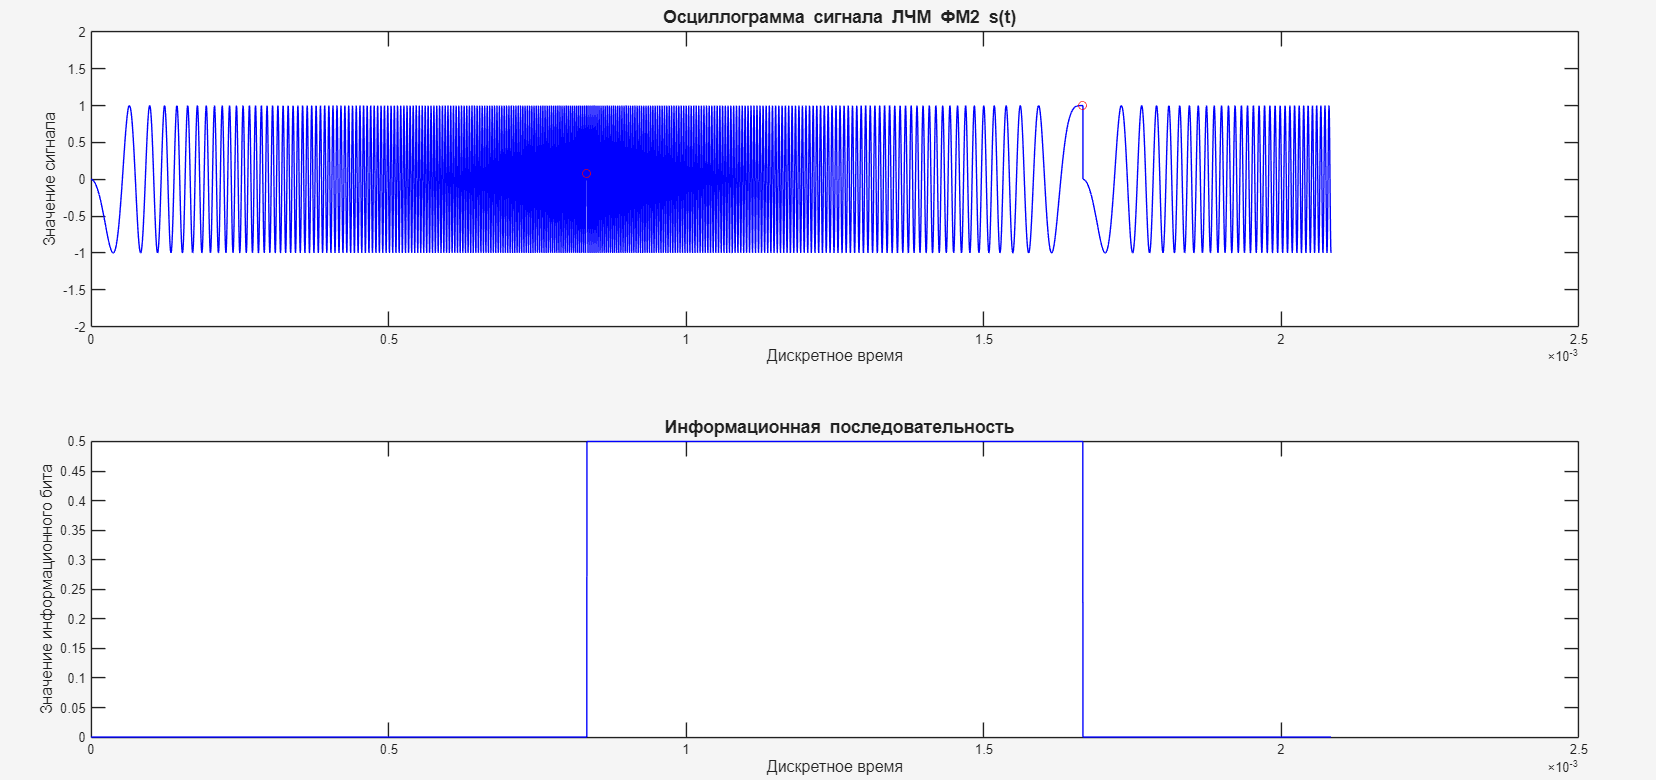 Осциллограмма сигнала ЛЧМ ФМ2 s(t)
2
1.5
1
0.5
0
-0.5
-1
-1.5
-2
Значение сигнала
0 0.5 1 1.5 2 2.5
Дискретное время
×10-3
Информационная последовательность
0.5
0.45
0.4
0.35
0.3
0.25
0.2
0.15
0.1
0.05
0
Значение информационного бита
0 0.5 1 1.5 2 2.5
Дискретное время
×10-3